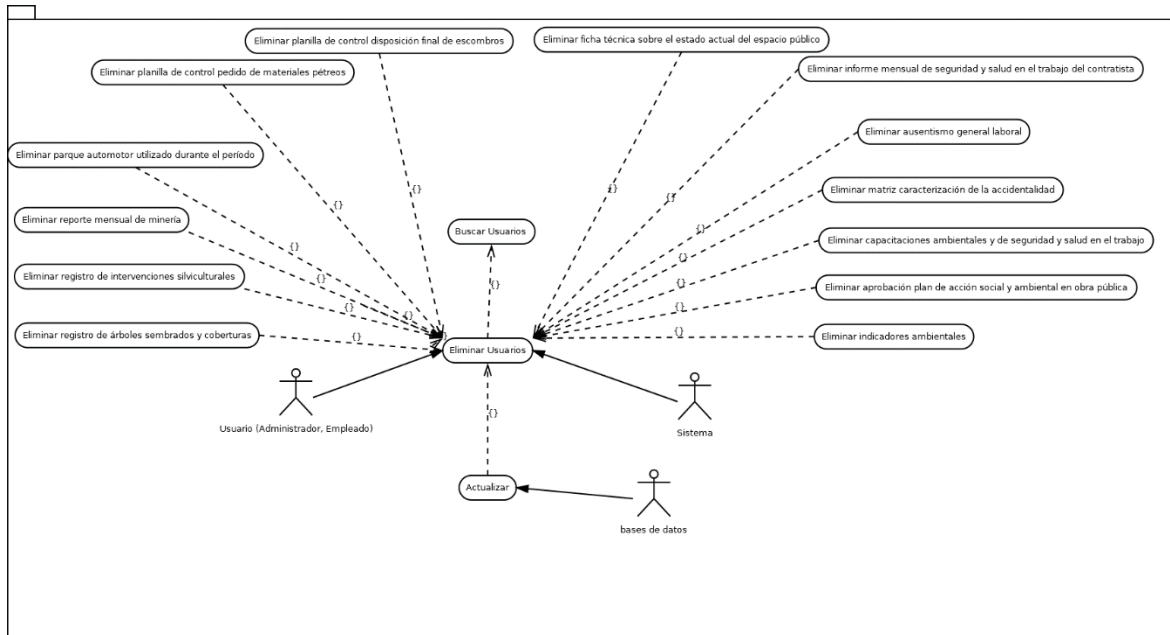 Eliminar planilla de control disposición final de escombros
Eliminar ficha técnica sobre el estado actual del espacio público
Eliminar planilla de control pedido de materiales pétreos
Eliminar informe mensual de seguridad y salud en el trabajo del contratista
Eliminar ausentismo general laboral
Eliminar parque automotor utilizado durante el período
{}
{}
Eliminar matriz caracterización de la accidentalidad
{}
{}
Eliminar reporte mensual de minería
Buscar Usuarios
{}
Eliminar capacitaciones ambientales y de seguridad y salud en el trabajo
{}
{}
{}
{}
Eliminar registro de intervenciones silviculturales
{}
{}
Eliminar aprobación plan de acción social y ambiental en obra pública
{}
{}
{}
Eliminar registro de árboles sembrados y coberturas
{}
{}
{}
Eliminar indicadores ambientales
Eliminar Usuarios
{}
Usuario (Administrador, Empleado)
Sistema
Actualizar
bases de datos